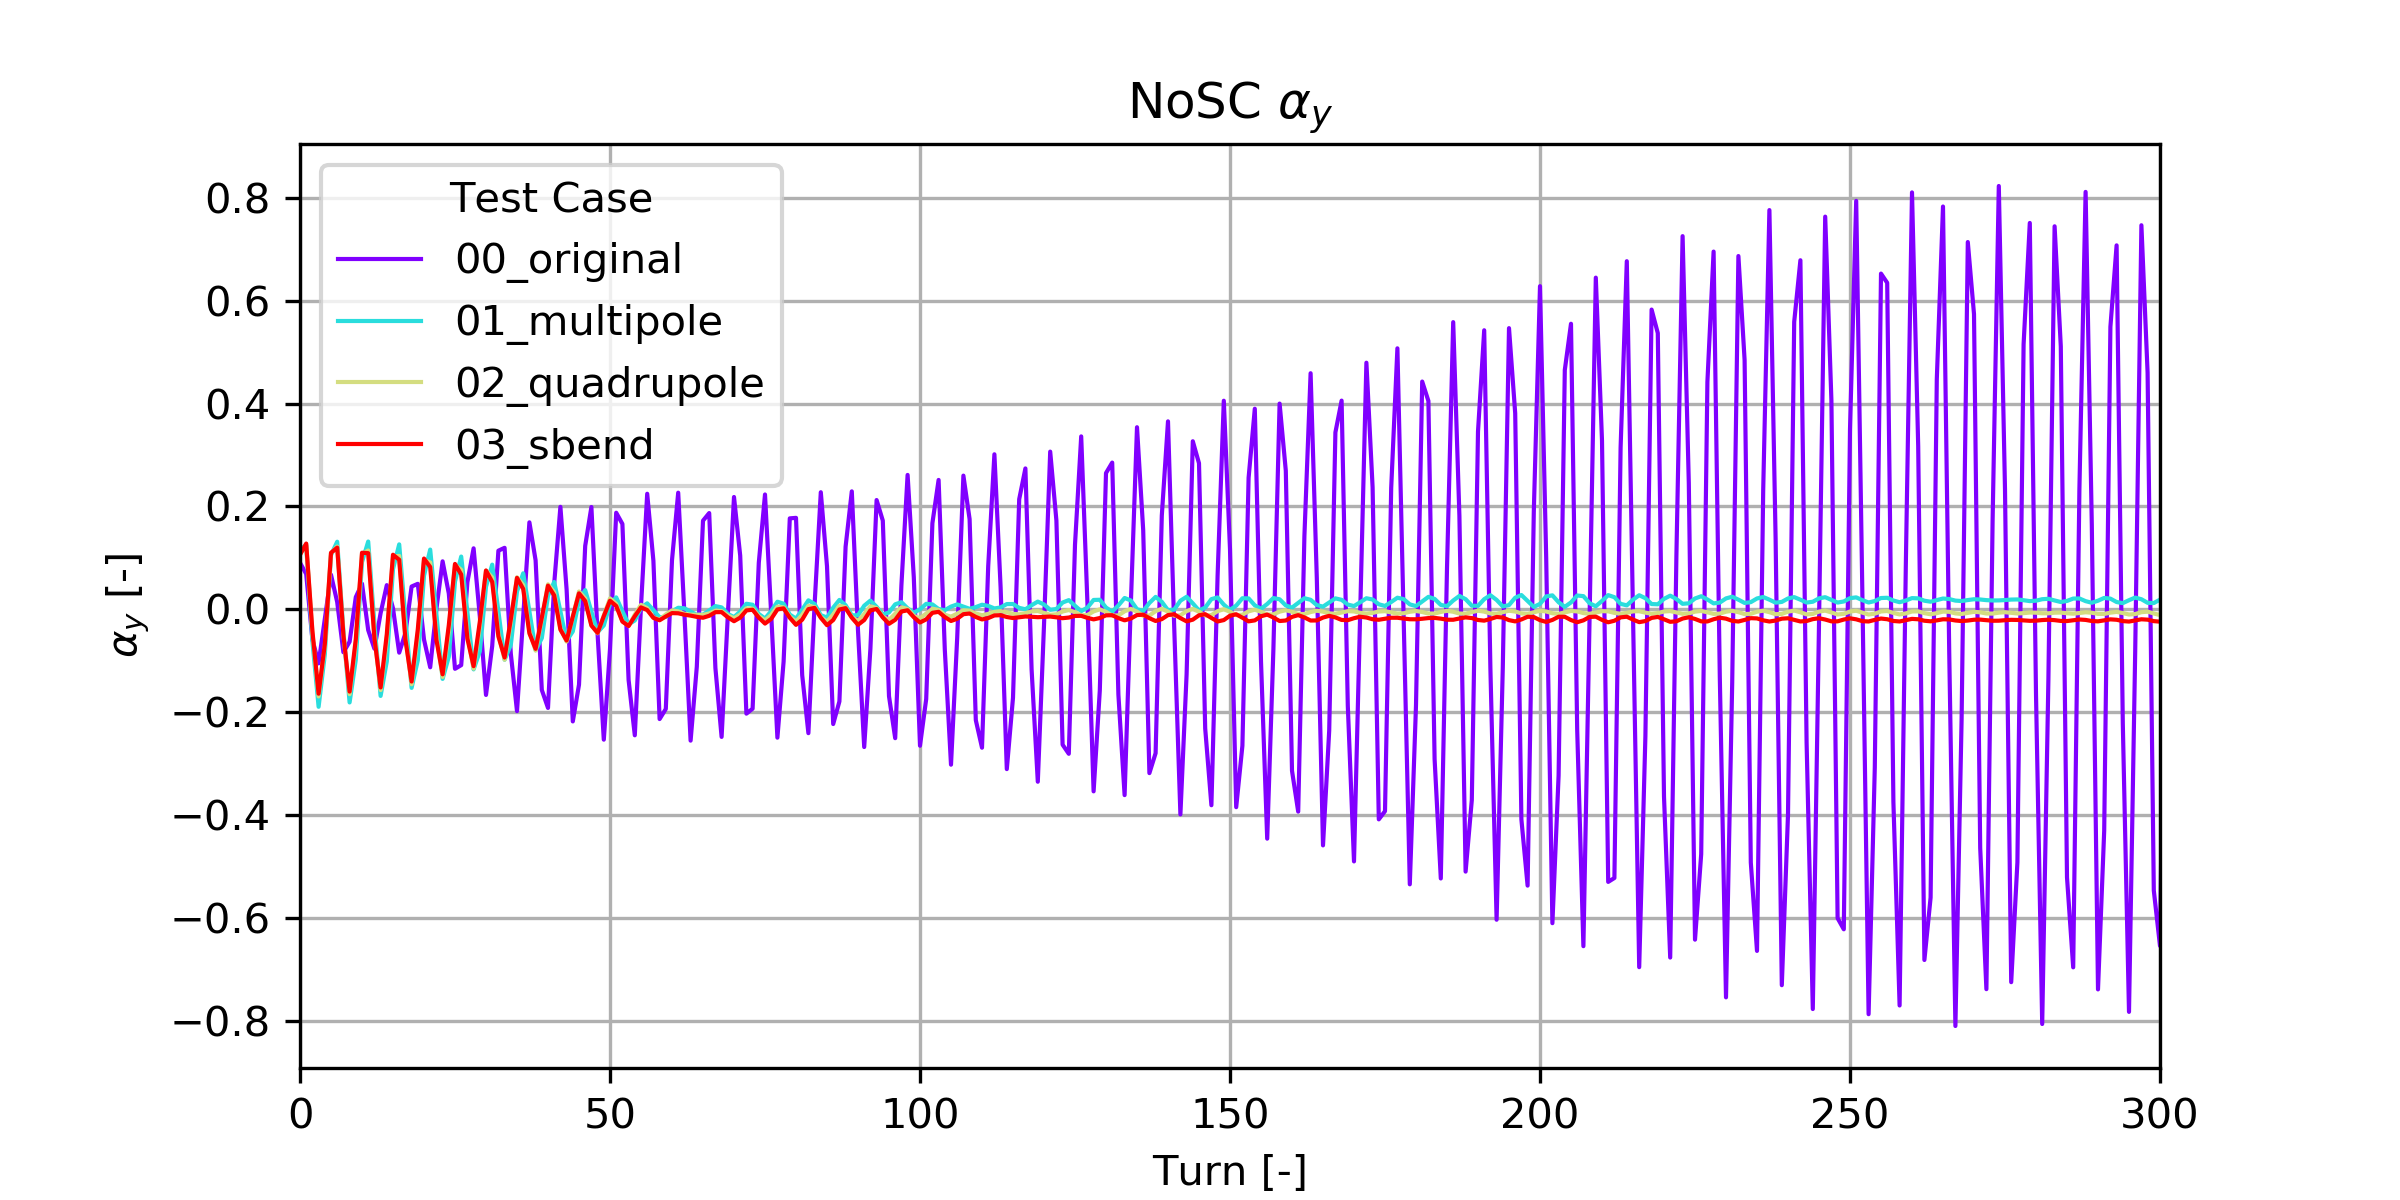 NoSC αy
Test Case
00_original
01_multipole
02_quadrupole
03_sbend
αy [-]
0.8
0.6
0.4
0.2
0.0
−0.2
−0.4
−0.6
−0.8
0 50 100 150 200 250 300
Turn [-]